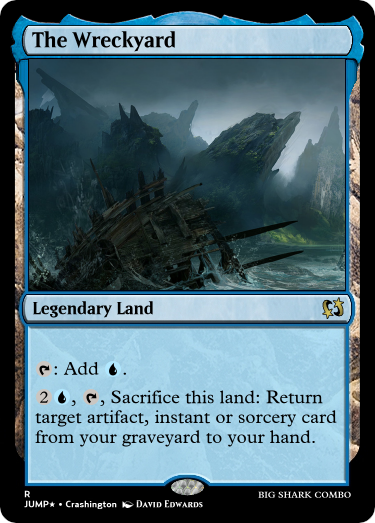 The Wreckyard
Legendary Land
: Add .
2 , , Sacrifice this land: Return
target artifact, instant or sorcery card
from your graveyard to your hand.
R
JUMP★ • Crashington DAVID EDWARDS
BIG SHARK COMBO